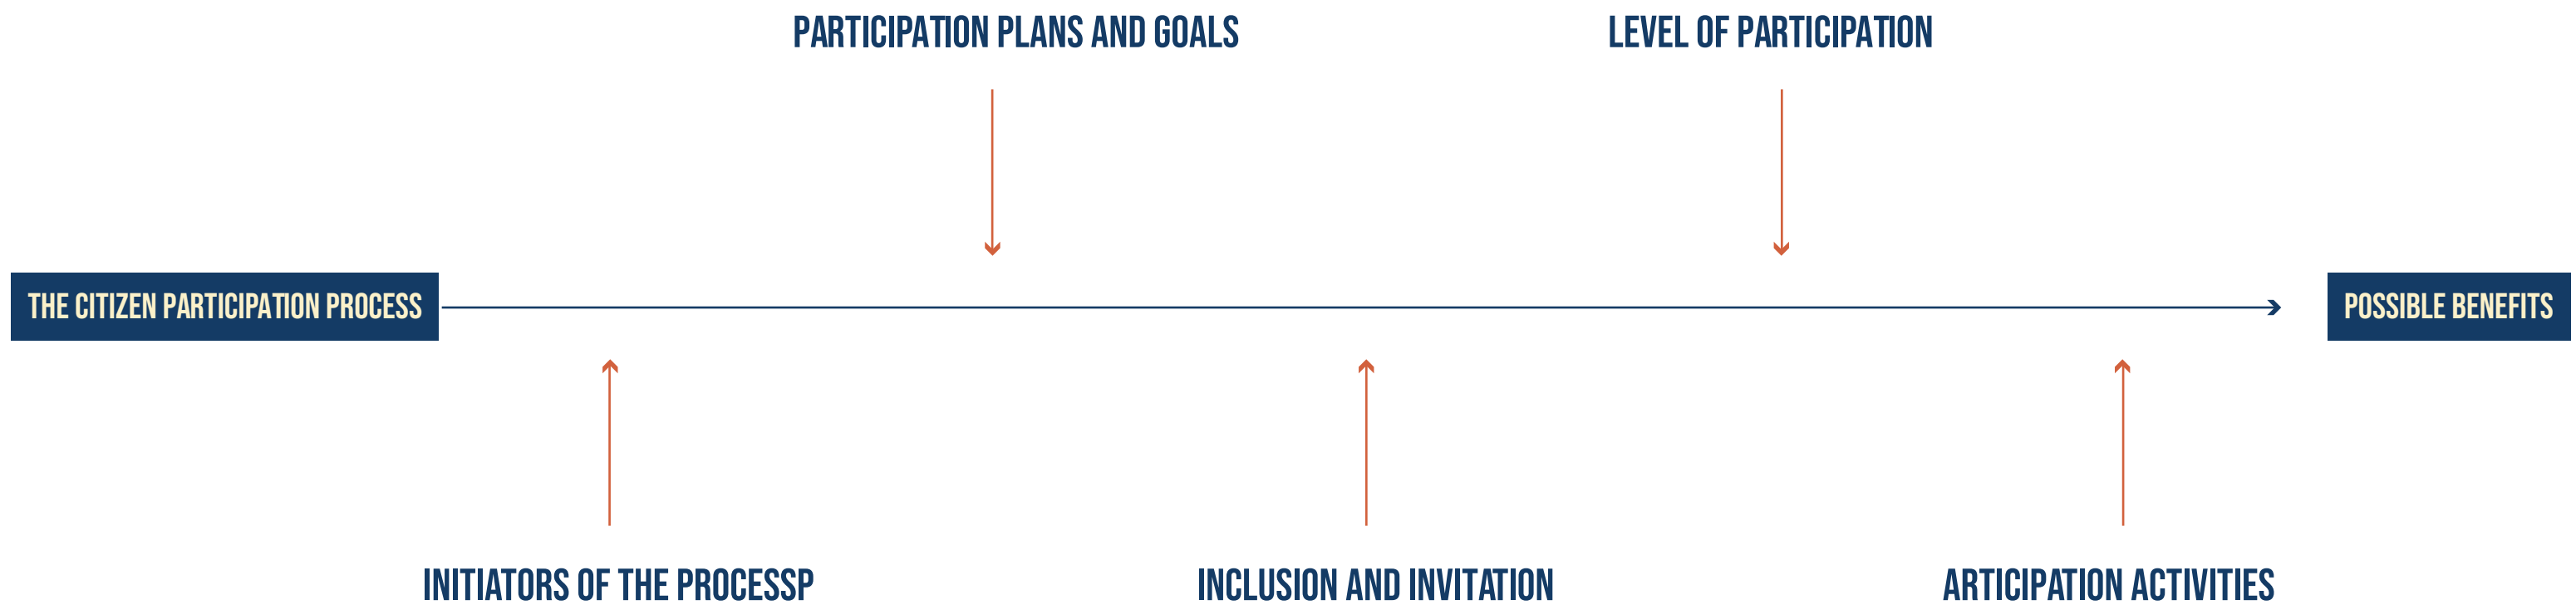 PARTICIPATION PLANS AND GOALS
LEVEL OF PARTICIPATION
THE CITIZEN PARTICIPATION PROCESS
POSSIBLE BENEFITS
INITIATORS OF THE PROCESSP
INCLUSION AND INVITATION
ARTICIPATION ACTIVITIES